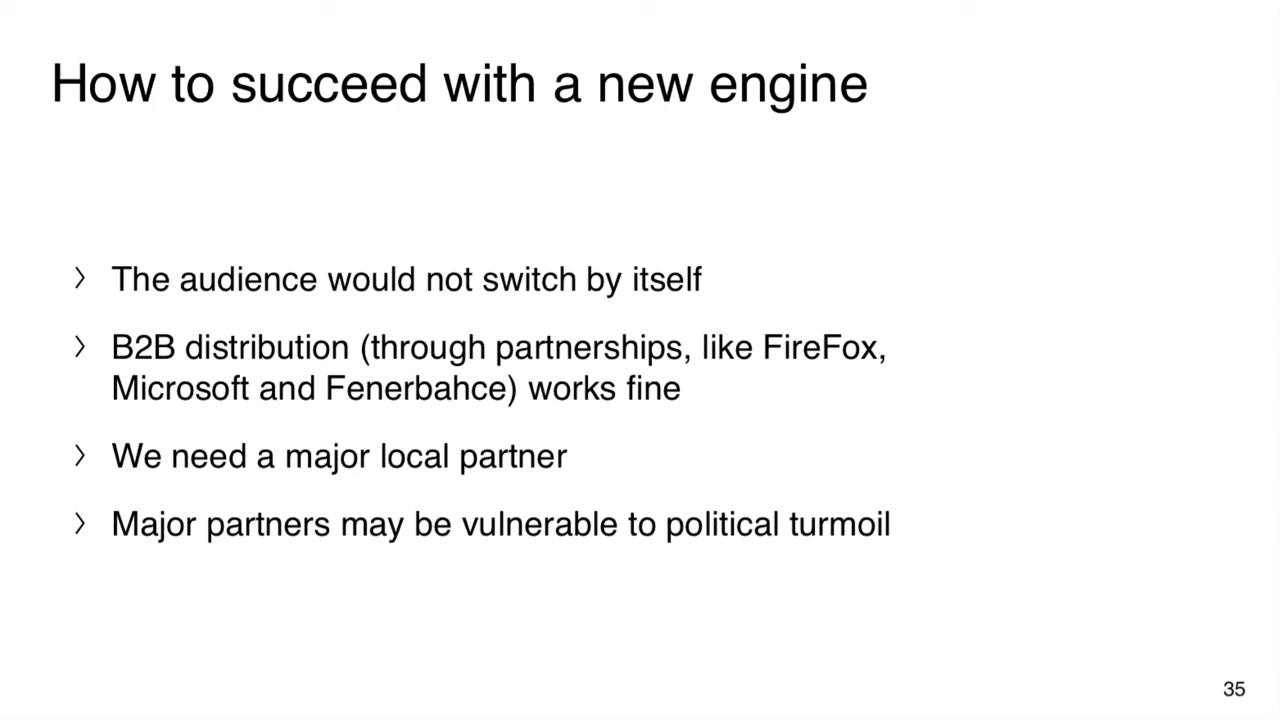 How to succeed with a new engine
〉 The audience would not switch by itself
〉 B2B distribution (through partnerships, like FireFox,
Microsoft and Fenerbahce) works fine
〉 We need a major local partner
〉 Major partners may be vulnerable to political turmoil
35